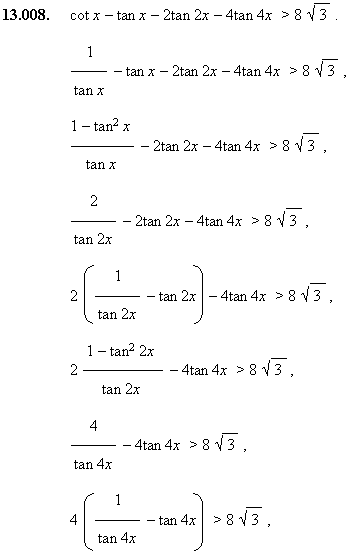 13.008. cot x – tan x – 2tan 2x – 4tan 4x > 8 √3 .
1/tan x – tan x – 2tan 2x – 4tan 4x > 8 √3 ,
(1 – tan² x)/tan x – 2tan 2x – 4tan 4x > 8 √3 ,
2/tan 2x – 2tan 2x – 4tan 4x > 8 √3 ,
2 (1/tan 2x – tan 2x) – 4tan 4x > 8 √3 ,
2 (1 – tan² 2x)/tan 2x – 4tan 4x > 8 √3 ,
4/tan 4x – 4tan 4x > 8 √3 ,
4 (1/tan 4x – tan 4x) > 8 √3 ,